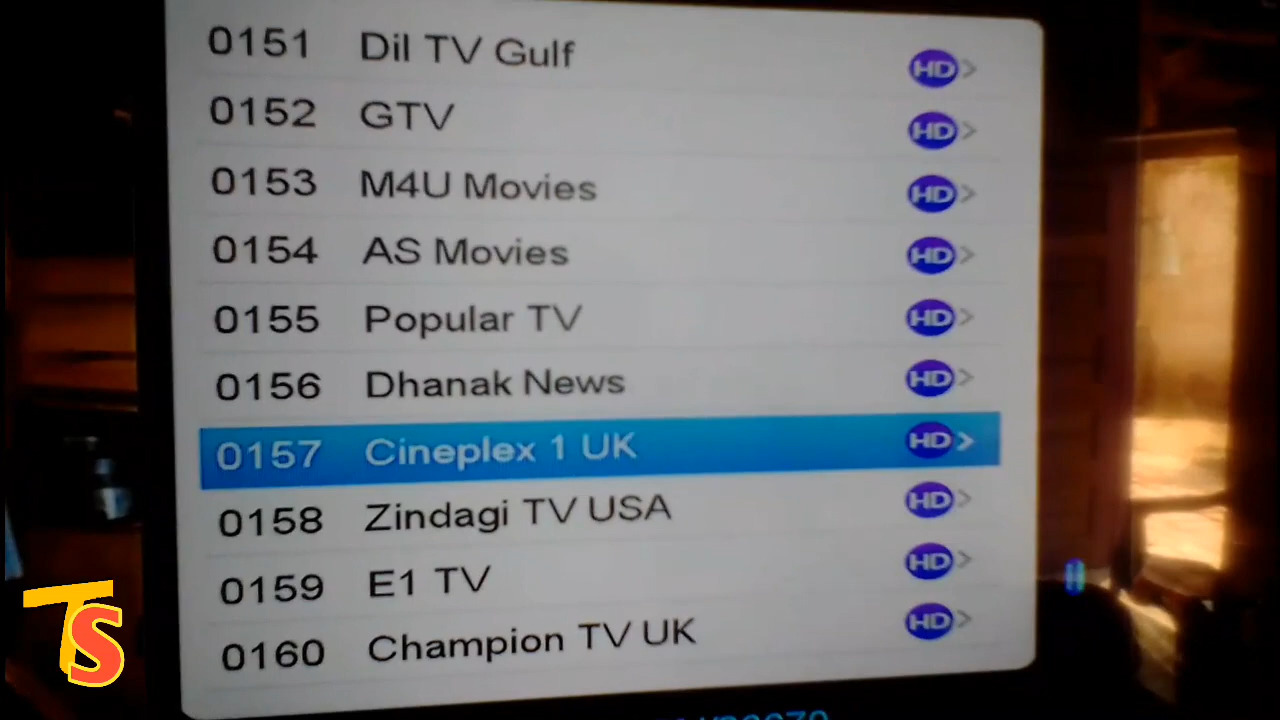 0151 Dil TV Gulf HD >
0152 GTV HD >
0153 M4U Movies HD >
0154 AS Movies HD >
0155 Popular TV HD >
0156 Dhanak News HD >
0157 Cineplex 1 UK HD >
0158 Zindagi TV USA HD >
0159 E1 TV HD >
0160 Champion TV UK HD >
TS